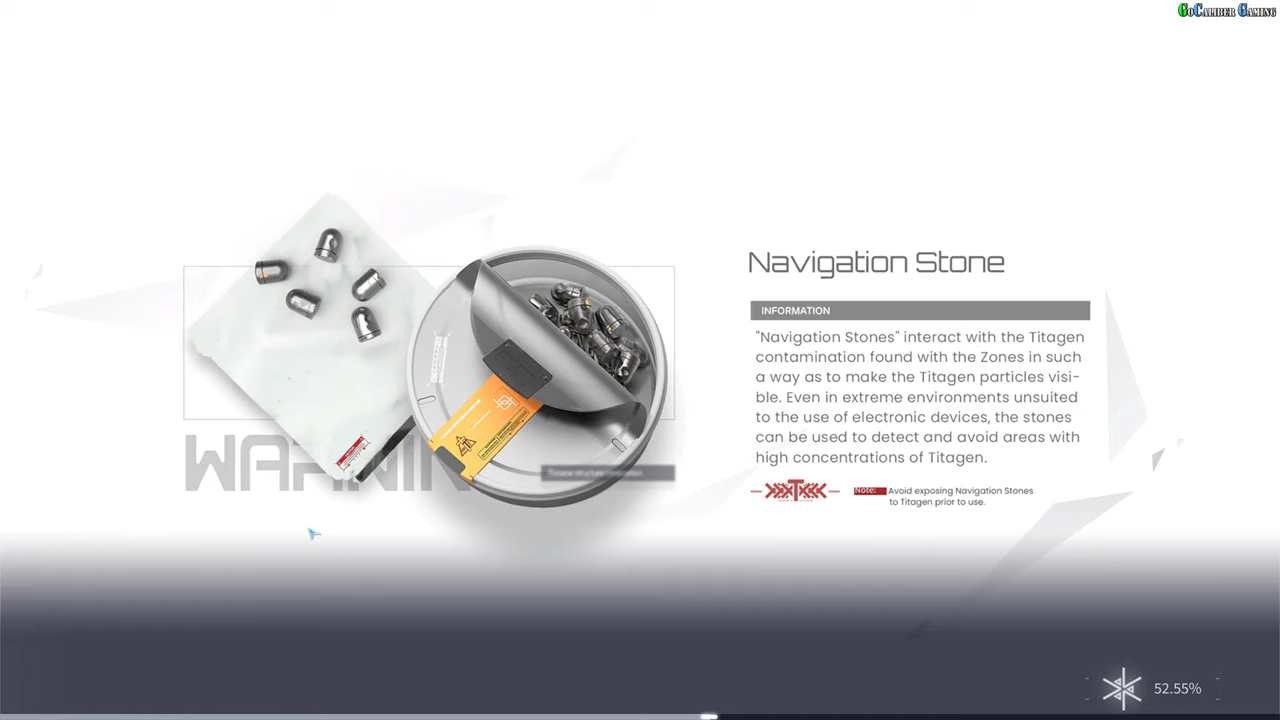 GoCaliber Gaming
Navigation Stone
INFORMATION
"Navigation Stones" interact with the Titagen
contamination found with the Zones in such
a way as to make the Titagen particles visi-
ble. Even in extreme environments unsuited
to the use of electronic devices, the stones
can be used to detect and avoid areas with
high concentrations of Titagen.
Note: Avoid exposing Navigation Stones
to Titagen prior to use.
WARNIN
52.55%